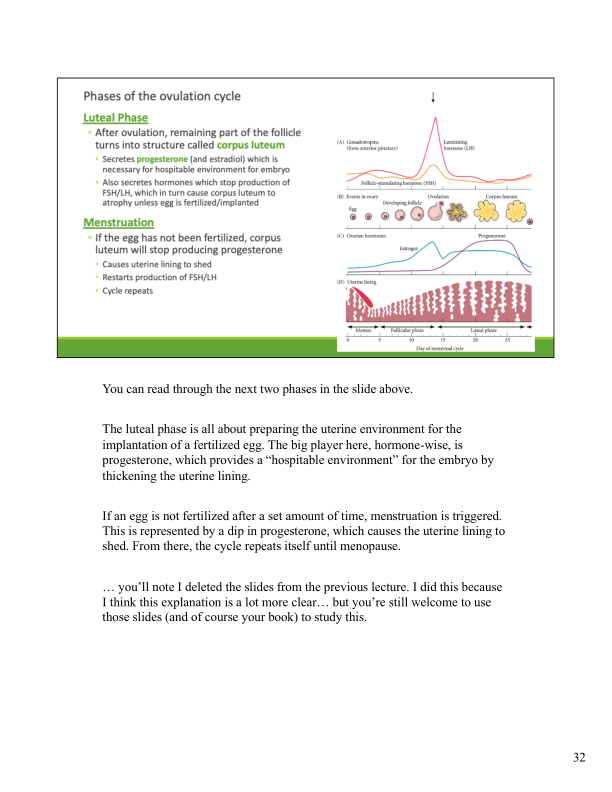 Phases of the ovulation cycle
Luteal Phase
• After ovulation, remaining part of the follicle
turns into structure called corpus luteum
• Secretes progesterone (and estradiol) which is
necessary for hospitable environment for embryo
• Also secretes hormones which stop production of
FSH/LH, which in turn cause corpus luteum to
atrophy unless egg is fertilized/implanted
Menstruation
• If the egg has not been fertilized, corpus
luteum will stop producing progesterone
• Causes uterine lining to shed
• Restarts production of FSH/LH
• Cycle repeats
(A) Gonadotropins
(from anterior pituitary)
Luteinizing
hormone (LH)
Follicle-stimulating hormone (FSH)
(B) Events in ovary
Ovulation
Corpus luteum
Developing follicle
Egg
(C) Ovarian hormones
Progesterone
Estrogen
(D) Uterine lining
Menses
Follicular phase
Luteal phase
0 5 10 15 20 25
Day of menstrual cycle
You can read through the next two phases in the slide above.
The luteal phase is all about preparing the uterine environment for the
implantation of a fertilized egg. The big player here, hormone-wise, is
progesterone, which provides a “hospitable environment” for the embryo by
thickening the uterine lining.
If an egg is not fertilized after a set amount of time, menstruation is triggered.
This is represented by a dip in progesterone, which causes the uterine lining to
shed. From there, the cycle repeats itself until menopause.
… you’ll note I deleted the slides from the previous lecture. I did this because
I think this explanation is a lot more clear… but you’re still welcome to use
those slides (and of course your book) to study this.
32